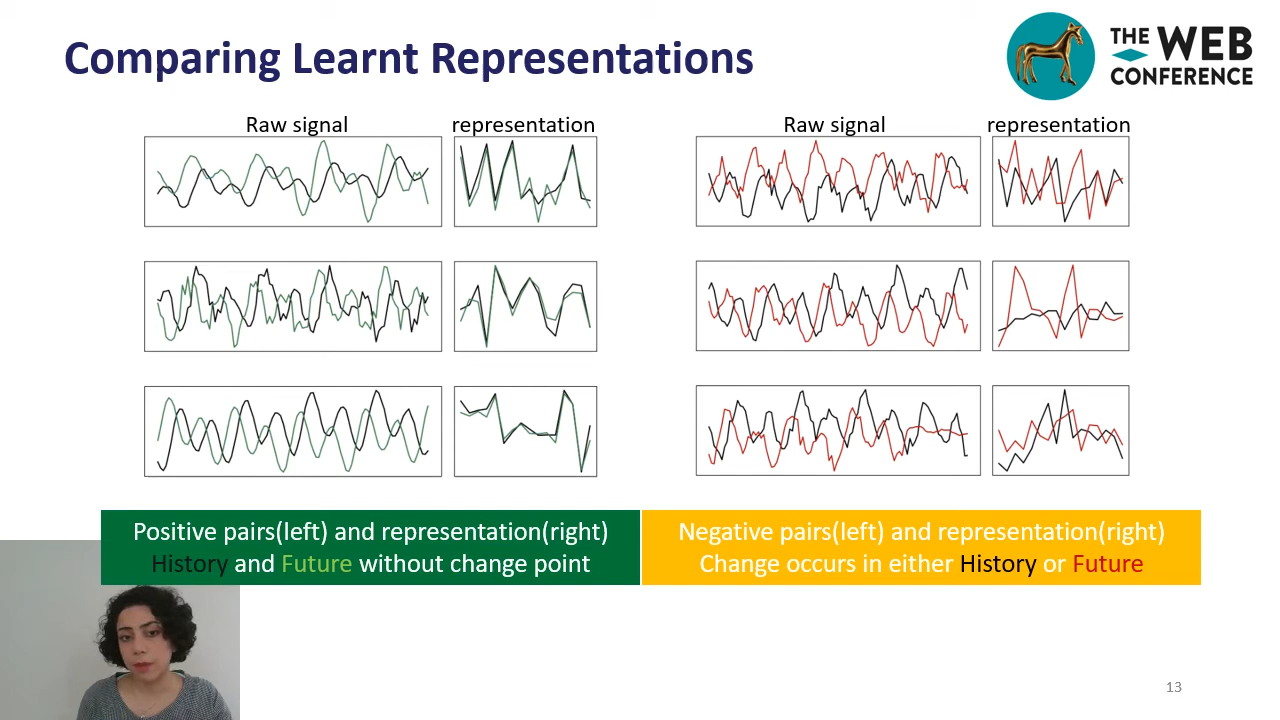 Comparing Learnt Representations
THE WEB
CONFERENCE
Raw signal
representation
Raw signal
representation
Positive pairs(left) and representation(right)
History and Future without change point
Negative pairs(left) and representation(right)
Change occurs in either History or Future
13